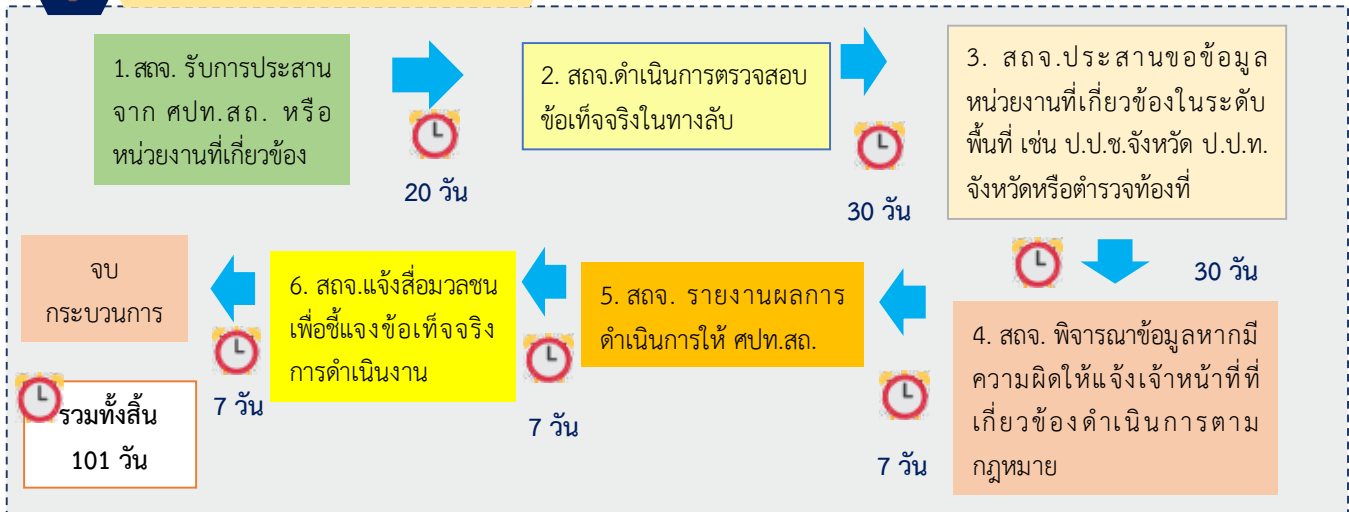 1. สถจ. รับการประสาน
จาก ศปท.สถ. หรือ
หน่วยงานที่เกี่ยวข้อง
20 วัน
2. สถจ.ดำเนินการตรวจสอบ
ข้อเท็จจริงในทางลับ
30 วัน
3. สถจ.ประสานขอข้อมูล
หน่วยงานที่เกี่ยวข้องในระดับ
พื้นที่ เช่น ป.ป.ช.จังหวัด ป.ป.ท.
จังหวัดหรือตำรวจท้องที่
30 วัน
4. สถจ. พิจารณาข้อมูลหากมี
ความผิดให้แจ้งเจ้าหน้าที่ที่
เกี่ยวข้องดำเนินการตาม
กฎหมาย
7 วัน
5. สถจ. รายงานผลการ
ดำเนินการให้ ศปท.สถ.
7 วัน
6. สถจ.แจ้งสื่อมวลชน
เพื่อชี้แจงข้อเท็จจริง
การดำเนินงาน
7 วัน
จบ
กระบวนการ
รวมทั้งสิ้น
101 วัน